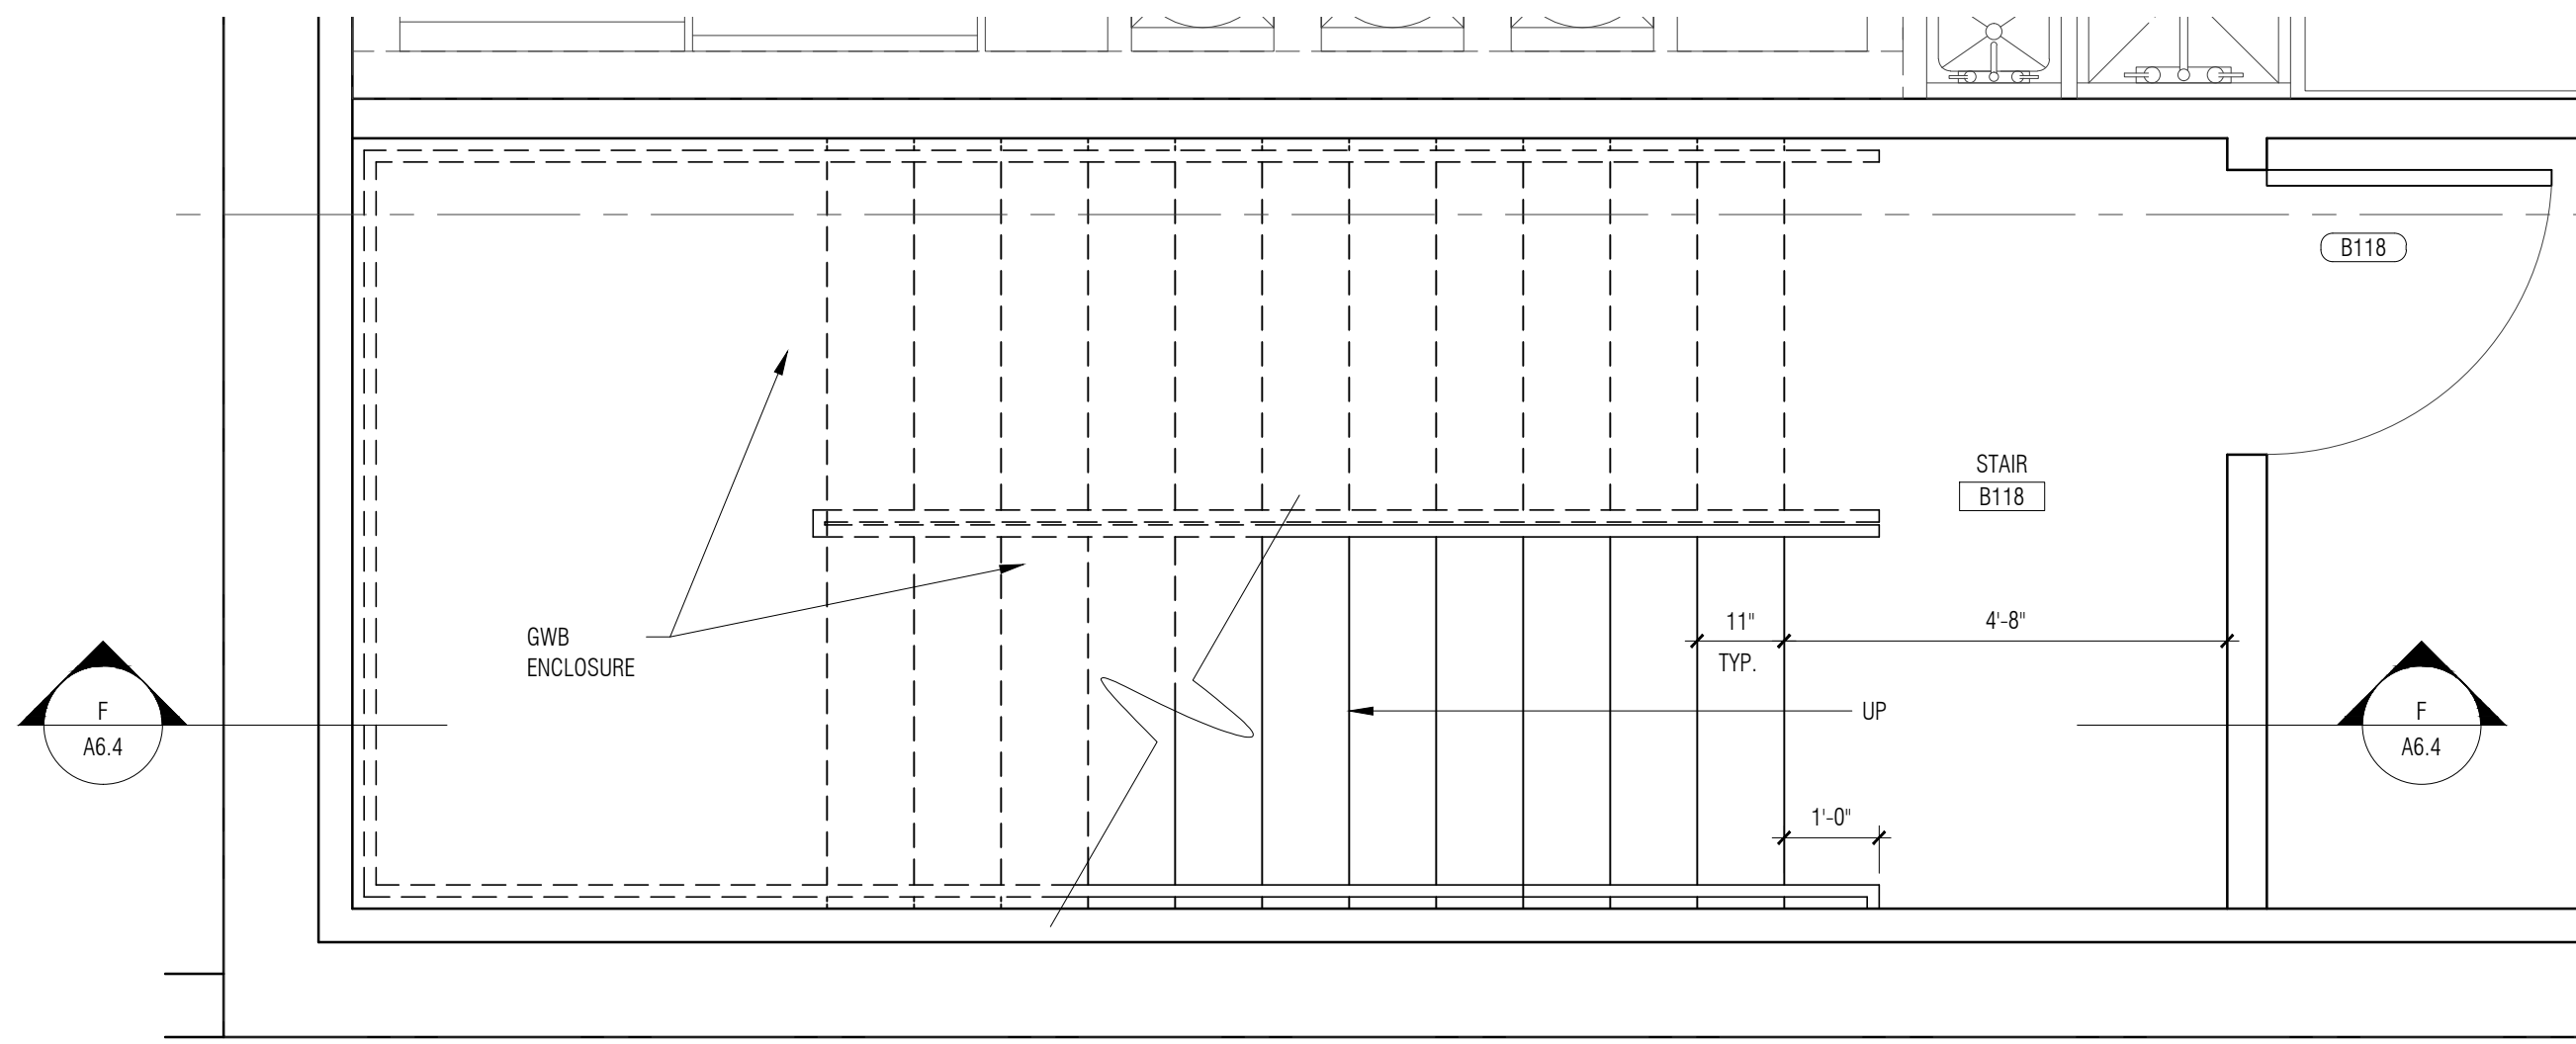 B118
STAIR
B118
11"
TYP.
4'-8"
GWB
ENCLOSURE
UP
F
A6.4
F
A6.4
1'-0"